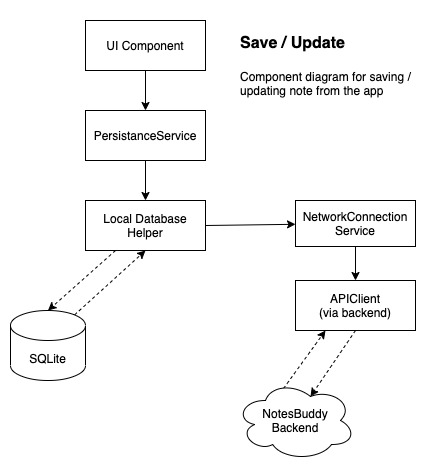 UI Component
Save / Update
Component diagram for saving /
updating note from the app
PersistanceService
Local Database
Helper
NetworkConnection
Service
APIClient
(via backend)
SQLite
NotesBuddy
Backend